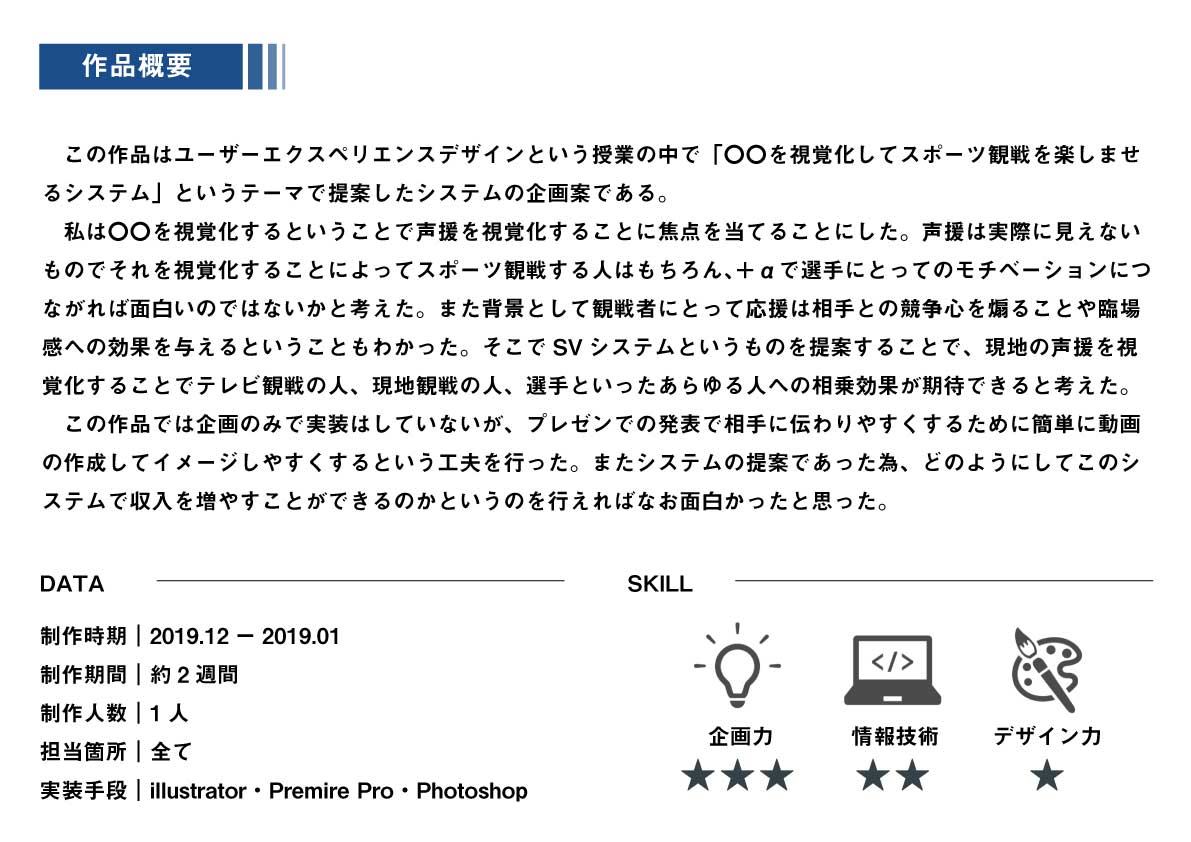 作品概要
この作品はユーザーエクスペリエンスデザインという授業の中で「〇〇を視覚化してスポーツ観戦を楽しませ
るシステム」というテーマで提案したシステムの企画案である。
私は〇〇を視覚化するということで声援を視覚化することに焦点を当てることにした。声援は実際に見えない
ものでそれを視覚化することによってスポーツ観戦する人はもちろん、＋αで選手にとってのモチベーションにつ
ながれば面白いのではないかと考えた。また背景として観戦者にとって応援は相手との競争心を煽ることや臨場
感への効果を与えるということもわかった。そこで SV システムというものを提案することで、現地の声援を視
覚化することでテレビ観戦の人、現地観戦の人、選手といったあらゆる人への相乗効果が期待できると考えた。
この作品では企画のみで実装はしていないが、プレゼンでの発表で相手に伝わりやすくするために簡単に動画
の作成してイメージしやすくするという工夫を行った。またシステムの提案であった為、どのようにしてこのシ
ステムで収入を増やすことができるのかというのを行えればなお面白かったと思った。
DATA
制作時期｜2019.12 － 2019.01
制作期間｜約 2 週間
制作人数｜1 人
担当箇所｜全て
実装手段｜illustrator・Premire Pro・Photoshop
SKILL
</>
企画力 情報技術 デザイン力
★★★ ★★ ★